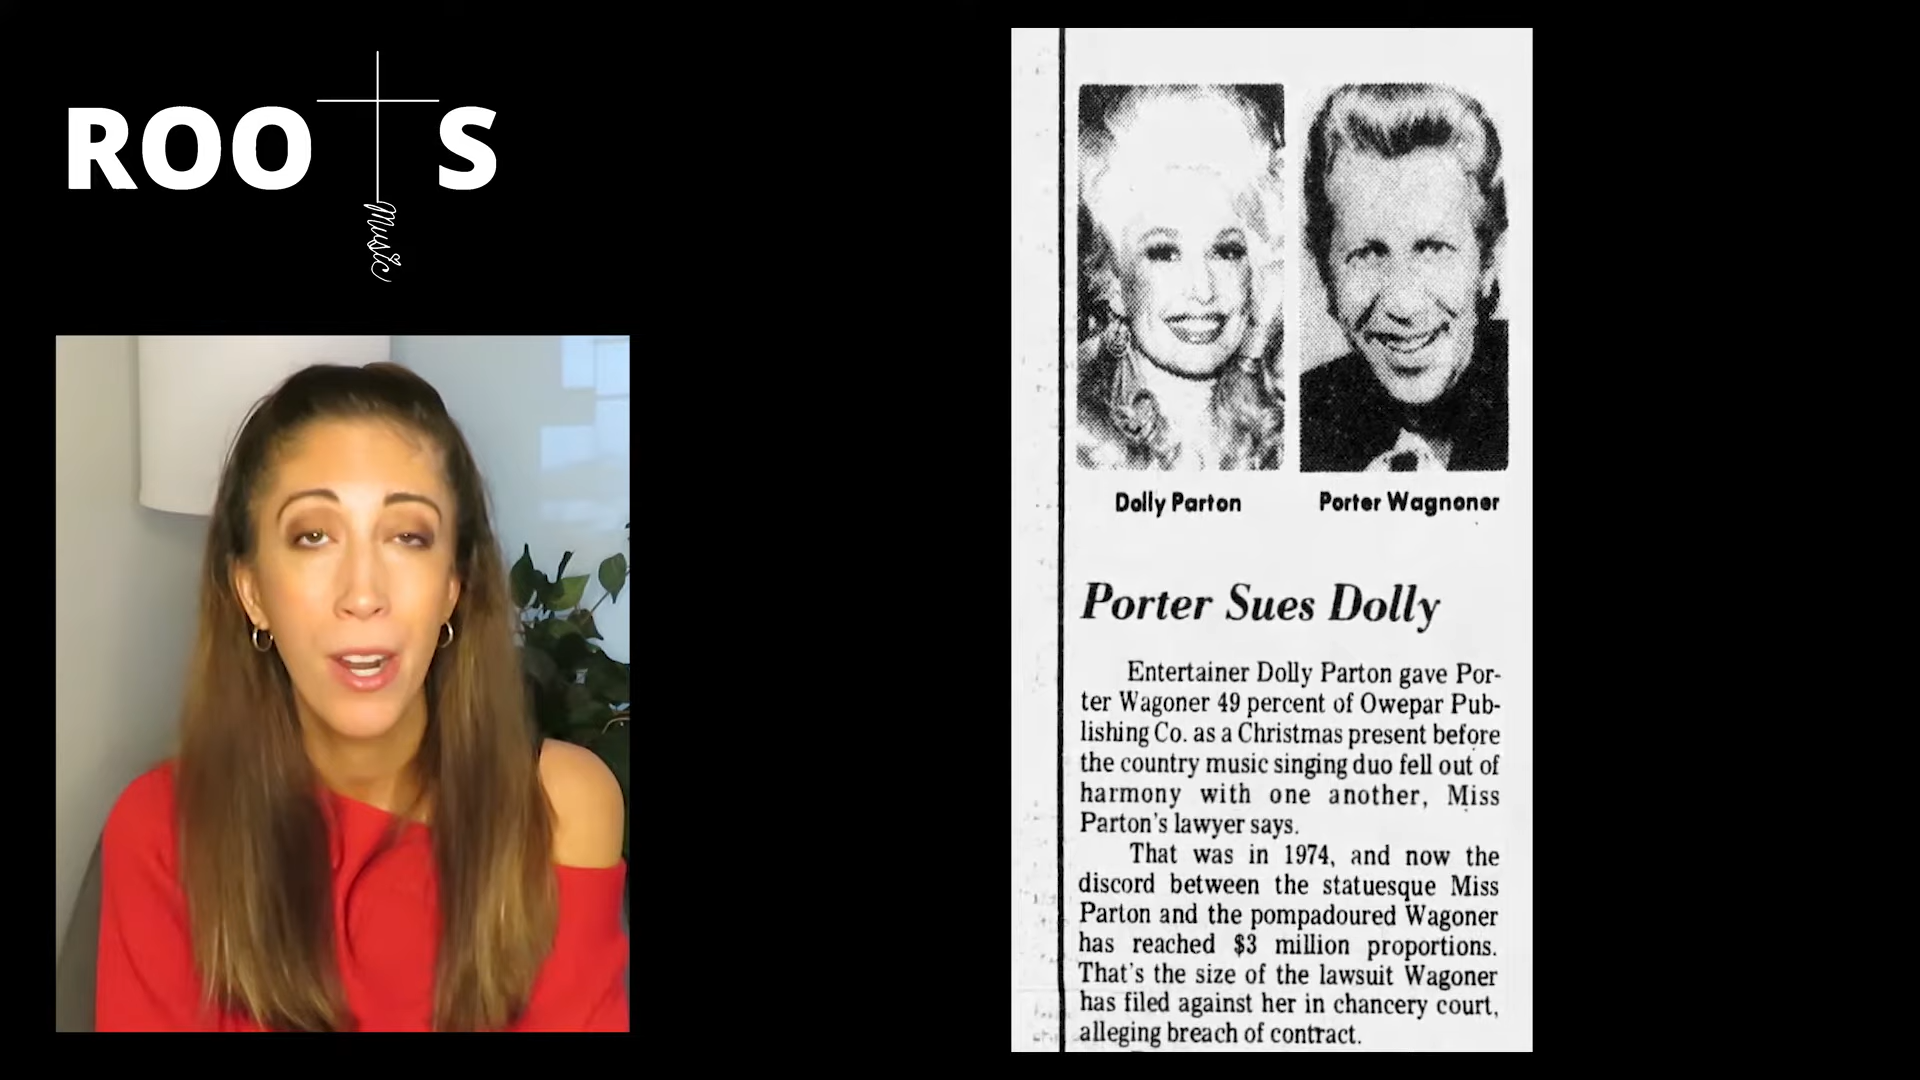 ROOTS
Music
Dolly Parton
Porter Wagnoner
Porter Sues Dolly
Entertainer Dolly Parton gave Por-
ter Wagoner 49 percent of Owepar Pub-
lishing Co. as a Christmas present before
the country music singing duo fell out of
harmony with one another, Miss
Parton's lawyer says.
That was in 1974, and now the
discord between the statuesque Miss
Parton and the pompadoured Wagoner
has reached $3 million proportions.
That's the size of the lawsuit Wagoner
has filed against her in chancery court,
alleging breach of contract.